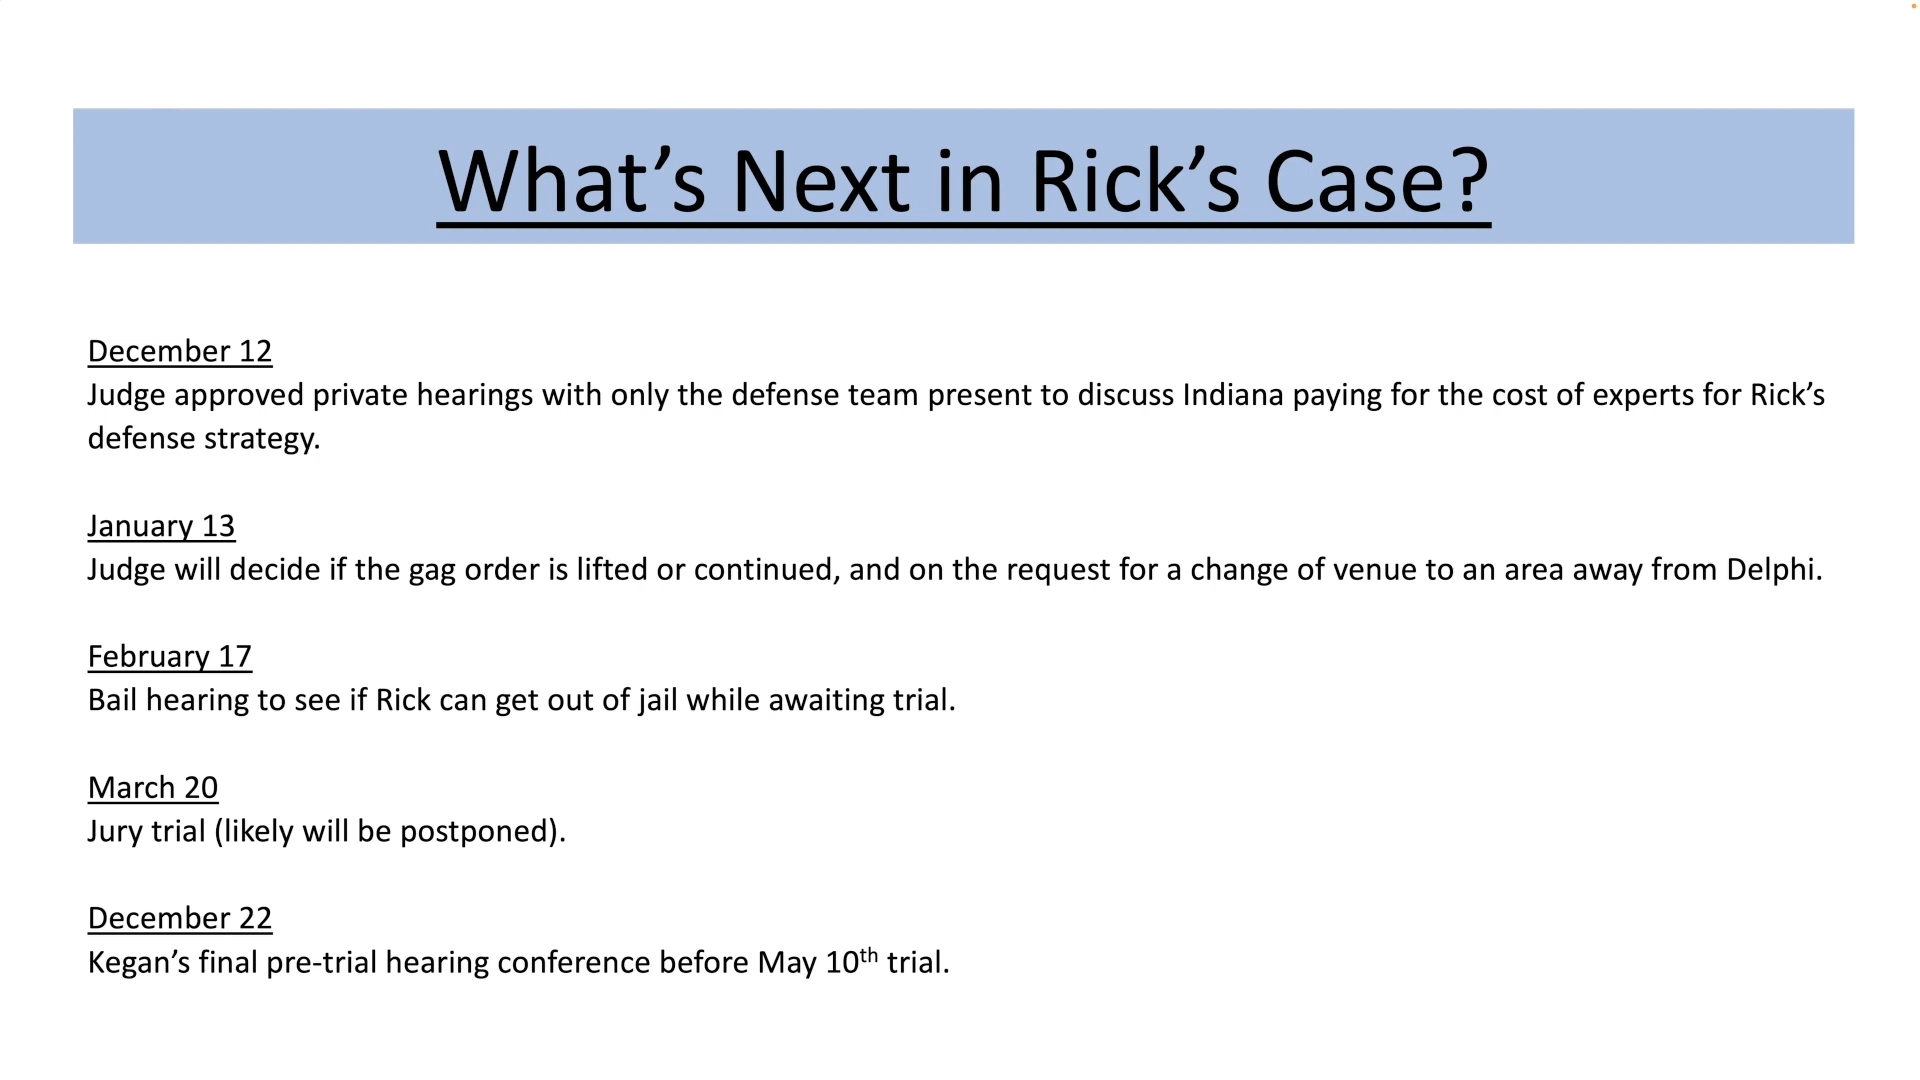 What’s Next in Rick’s Case?
December 12
Judge approved private hearings with only the defense team present to discuss Indiana paying for the cost of experts for Rick’s
defense strategy.
January 13
Judge will decide if the gag order is lifted or continued, and on the request for a change of venue to an area away from Delphi.
February 17
Bail hearing to see if Rick can get out of jail while awaiting trial.
March 20
Jury trial (likely will be postponed).
December 22
Kegan’s final pre-trial hearing conference before May 10th trial.